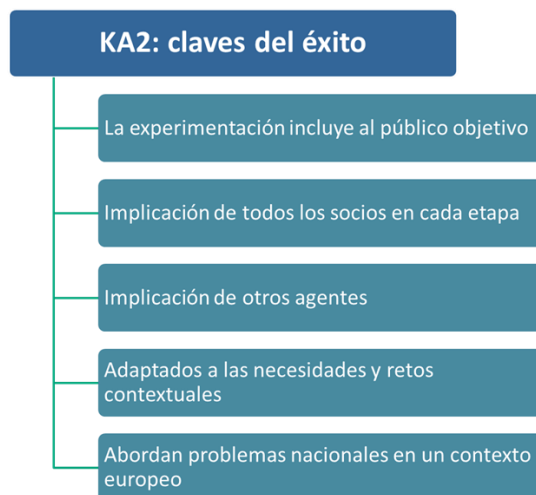 KA2: claves del éxito
La experimentación incluye al público objetivo
Implicación de todos los socios en cada etapa
Implicación de otros agentes
Adaptados a las necesidades y retos
contextuales
Abordan problemas nacionales en un contexto
europeo